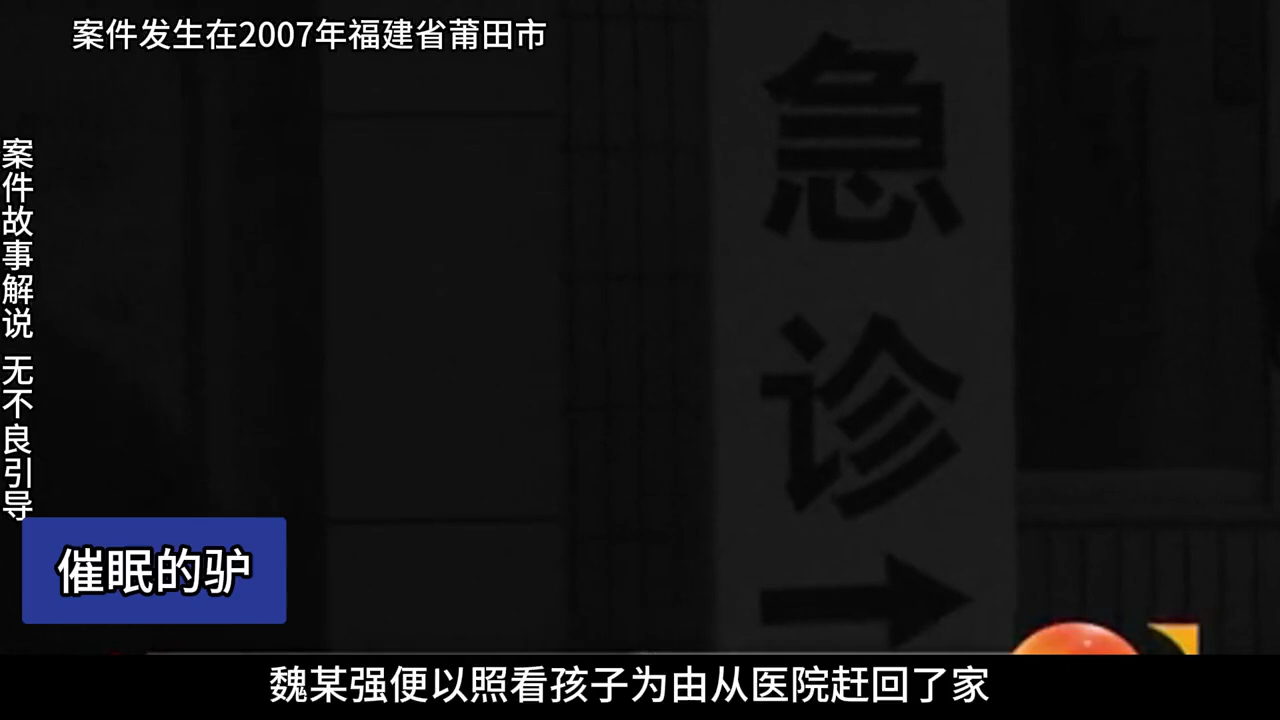 案件发生在2007年福建省莆田市
急诊
案件故事解说 无不良引导
催眠的驴
魏某强便以照看孩子为由从医院赶回了家